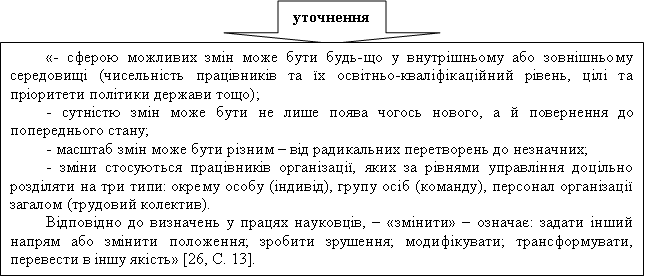 уточнення
«- сферою можливих змін може бути будь-що у внутрішньому або зовнішньому
середовищі (чисельність працівників та їх освітньо-кваліфікаційний рівень, цілі та
пріоритети політики держави тощо);
- сутністю змін може бути не лише поява чогось нового, а й повернення до
попереднього стану;
- масштаб змін може бути різним – від радикальних перетворень до незначних;
- зміни стосуються працівників організації, яких за рівнями управління доцільно
розділяти на три типи: окрему особу (індивід), групу осіб (команду), персонал організації
загалом (трудовий колектив).
Відповідно до визначень у працях науковців, – «змінити» – означає: задати інший
напрям або змінити положення; зробити зрушення; модифікувати; трансформувати,
перевести в іншу якість» [26, С. 13].